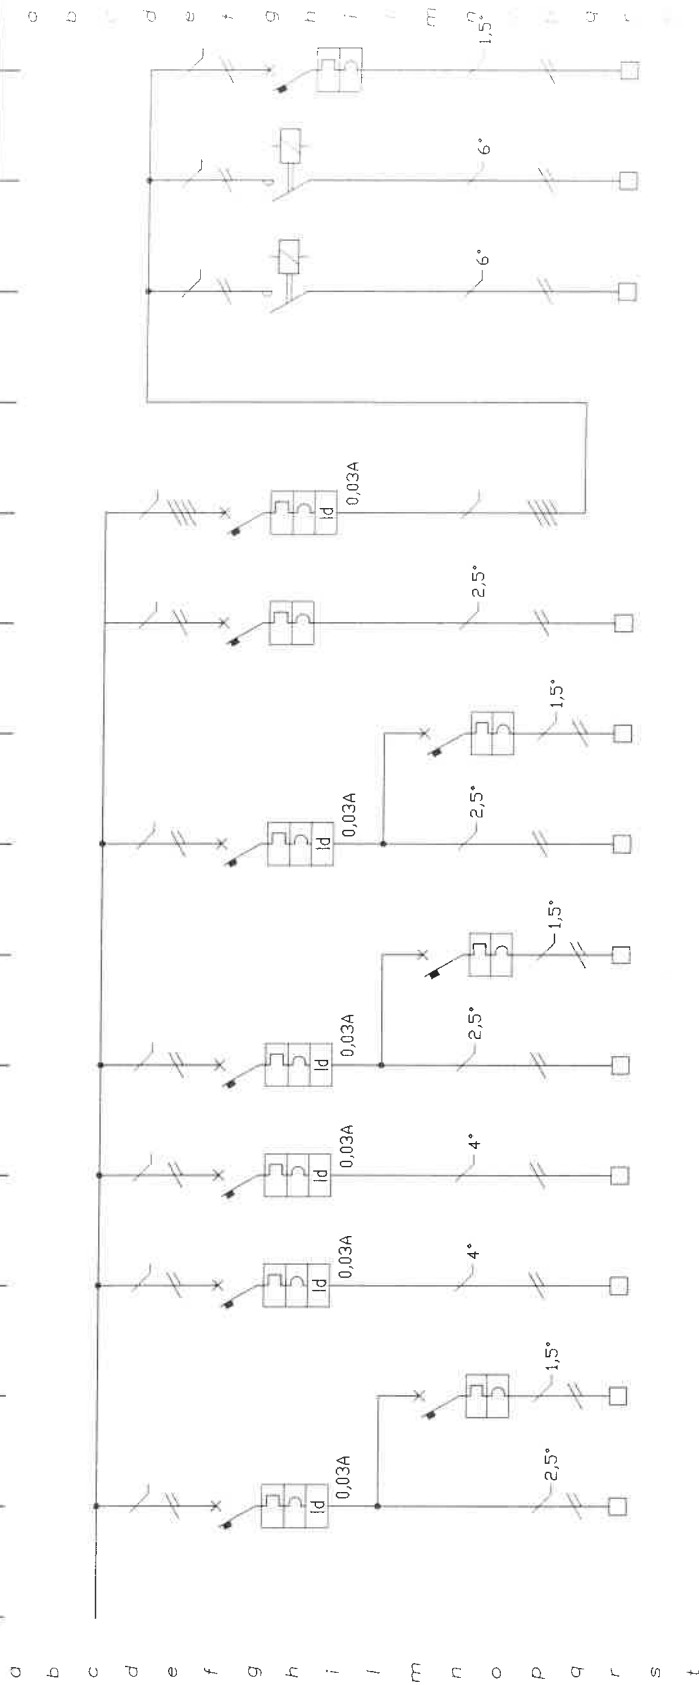 a b d e f g h i l m n q r
1,5°
6°
6°
0,03A
Id
2,5°
1,5°
0,03A
2,5°
Id
1,5°
0,03A
2,5°
Id
0,03A
4°
Id
0,03A
4°
Id
1,5°
0,03A
2,5°
Id
a b c d e f g h i l m n o p q r s t